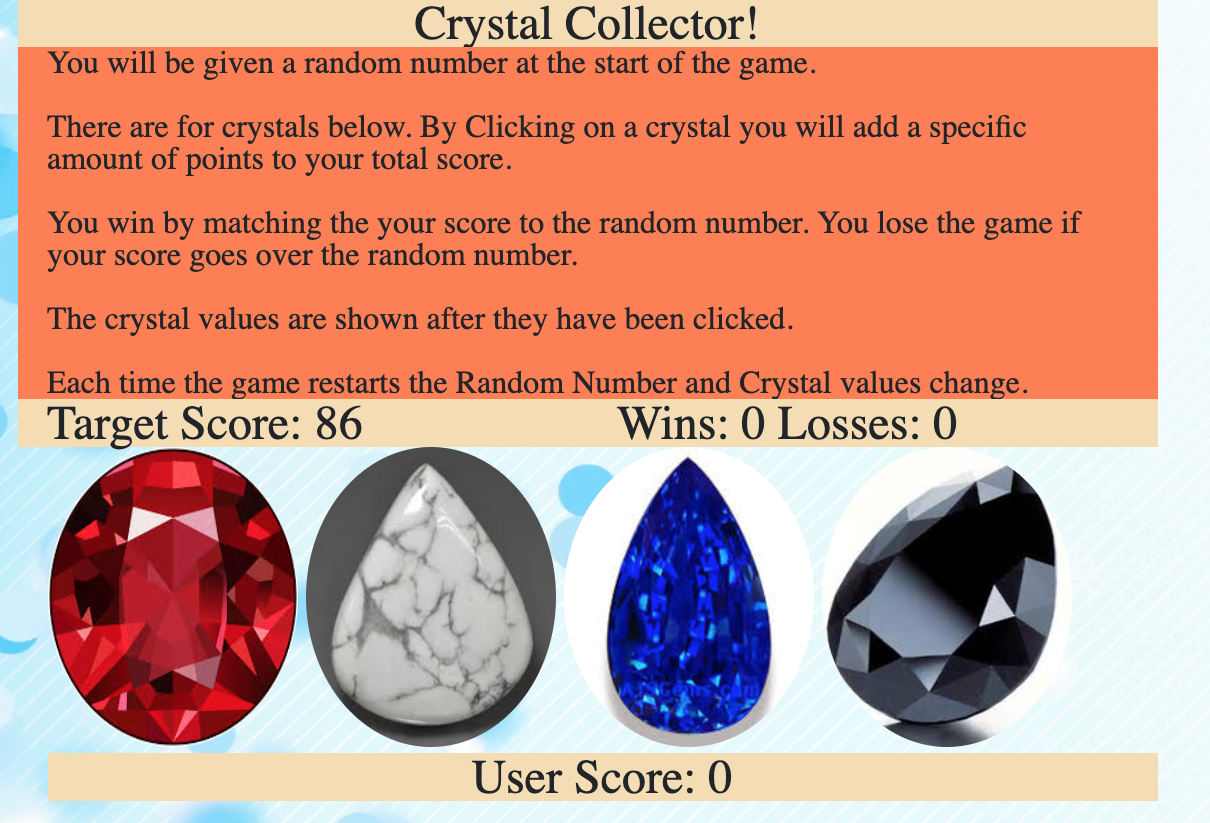 Crystal Collector!
You will be given a random number at the start of the game.
There are for crystals below. By Clicking on a crystal you will add a specific
amount of points to your total score.
You win by matching the your score to the random number. You lose the game if
your score goes over the random number.
The crystal values are shown after they have been clicked.
Each time the game restarts the Random Number and Crystal values change.
Target Score: 86 Wins: 0 Losses: 0
User Score: 0